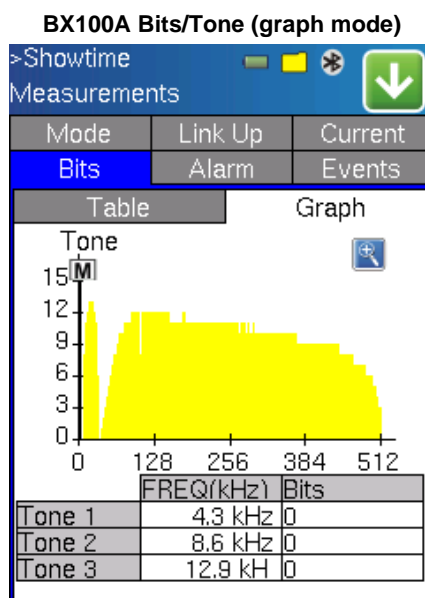 BX100A Bits/Tone (graph mode)
>Showtime
Measurements
Mode Link Up Current
Bits Alarm Events
Table Graph
Tone
M
15
12
9
6
3
0
0 128 256 384 512
FREQ(kHz) Bits
Tone 1 4.3 kHz 0
Tone 2 8.6 kHz 0
Tone 3 12.9 kH 0